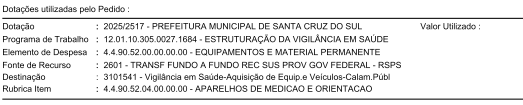 Dotações utilizadas pelo Pedido :
Dotação : 2025/2517 - PREFEITURA MUNICIPAL DE SANTA CRUZ DO SUL Valor Utilizado :
Programa de Trabalho : 12.01.10.305.0027.1684 - ESTRUTURAÇÃO DA VIGILÂNCIA EM SAÚDE
Elemento de Despesa : 4.4.90.52.00.00.00.00 - EQUIPAMENTOS E MATERIAL PERMANENTE
Fonte de Recurso : 2601 - TRANSF FUNDO A FUNDO REC SUS PROV GOV FEDERAL - RSPS
Destinação : 3101541 - Vigilância em Saúde-Aquisição de Equip.e Veículos-Calam.Públ
Rubrica Item : 4.4.90.52.04.00.00.00 - APARELHOS DE MEDICAO E ORIENTACAO